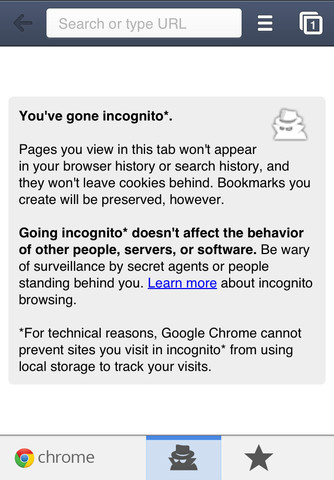 Search or type URL
1
You've gone incognito*.
Pages you view in this tab won't appear
in your browser history or search history, and
they won't leave cookies behind. Bookmarks you
create will be preserved, however.
Going incognito* doesn't affect the behavior
of other people, servers, or software. Be wary
of surveillance by secret agents or people
standing behind you. Learn more about incognito
browsing.
*For technical reasons, Google Chrome cannot
prevent sites you visit in incognito* from using
local storage to track your visits.
chrome